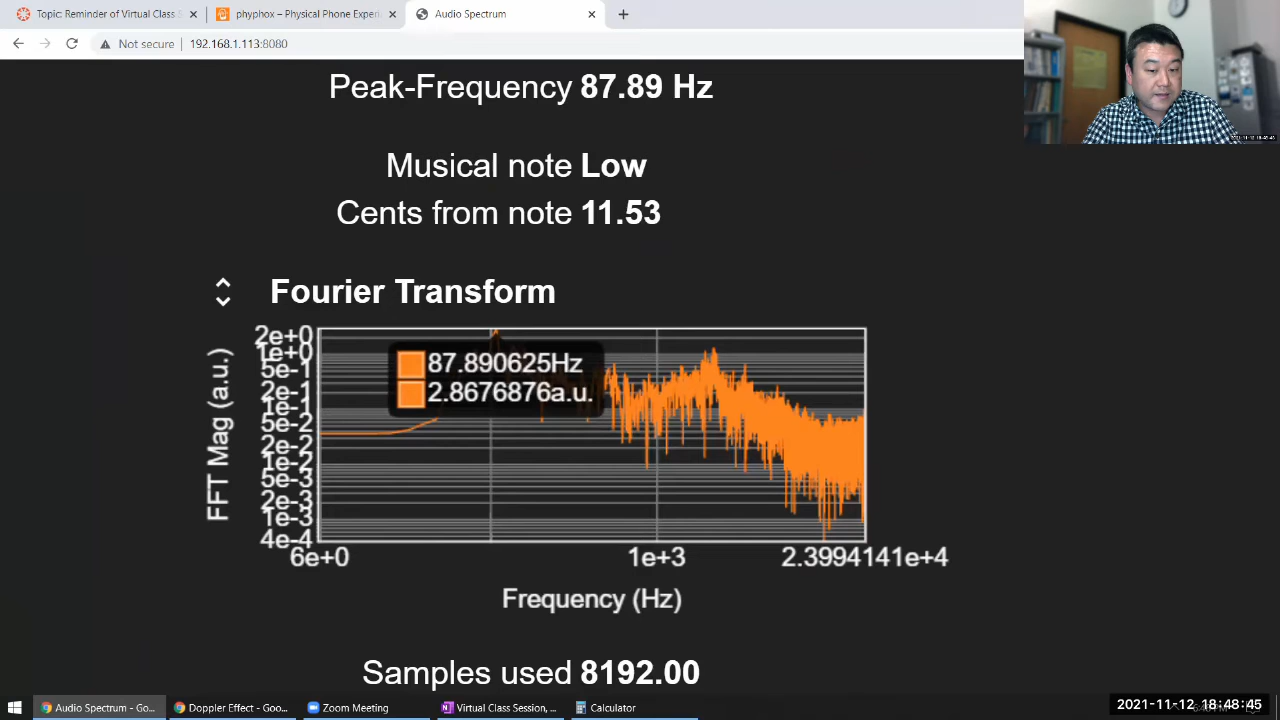 Topic: Reminder of Virtual Class S
phyphox – Physical Phone Experi
Audio Spectrum
Not secure
192.168.1.113:8080
Peak-Frequency 87.89 Hz
Musical note Low
Cents from note 11.53
Fourier Transform
FFT Mag (a.u.)
2e+0
1e+0
5e-1
2e-1
1e-1
5e-2
2e-2
1e-2
5e-3
2e-3
1e-3
4e-4
87.890625Hz
2.8676876a.u.
6e+0
1e+3
2.3994141e+4
Frequency (Hz)
Samples used 8192.00
Audio Spectrum - Go...
Doppler Effect - Goo...
Zoom Meeting
Virtual Class Session, ...
Calculator
2021-11-12 18:48:45